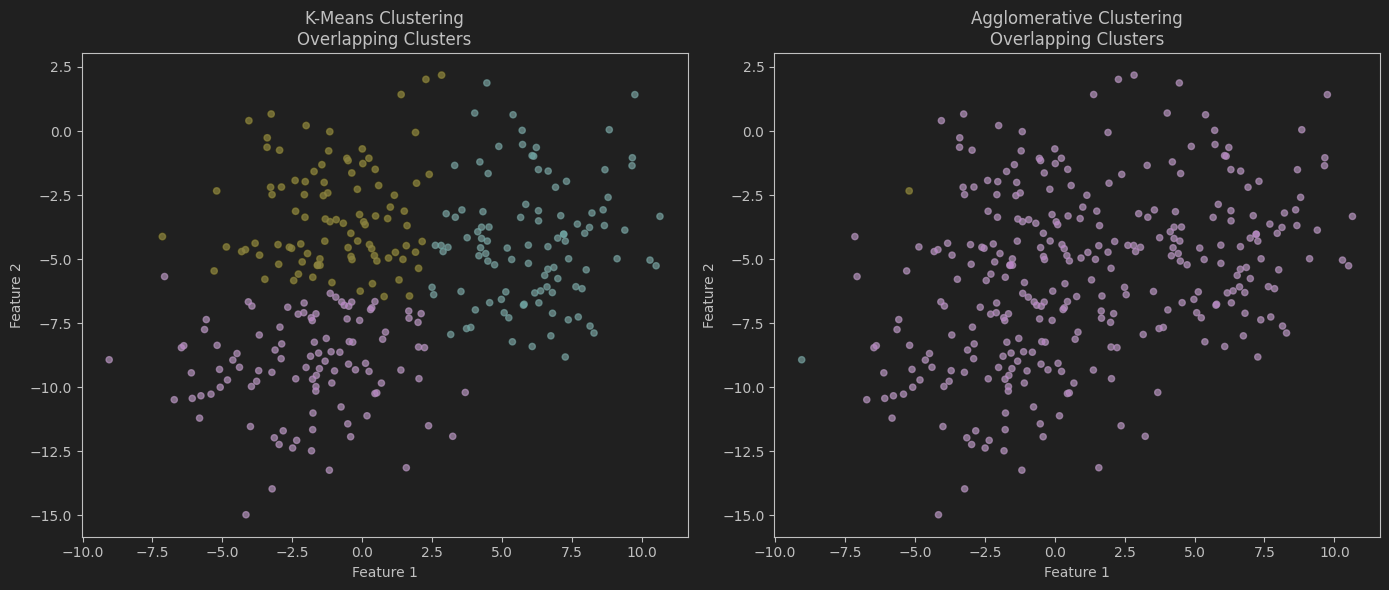 K-Means Clustering
Overlapping Clusters
2.5
0.0
−2.5
−5.0
−7.5
−10.0
−12.5
−15.0
Feature 2
−10.0 −7.5 −5.0 −2.5 0.0 2.5 5.0 7.5 10.0
Feature 1
Agglomerative Clustering
Overlapping Clusters
2.5
0.0
−2.5
−5.0
−7.5
−10.0
−12.5
−15.0
Feature 2
−10.0 −7.5 −5.0 −2.5 0.0 2.5 5.0 7.5 10.0
Feature 1